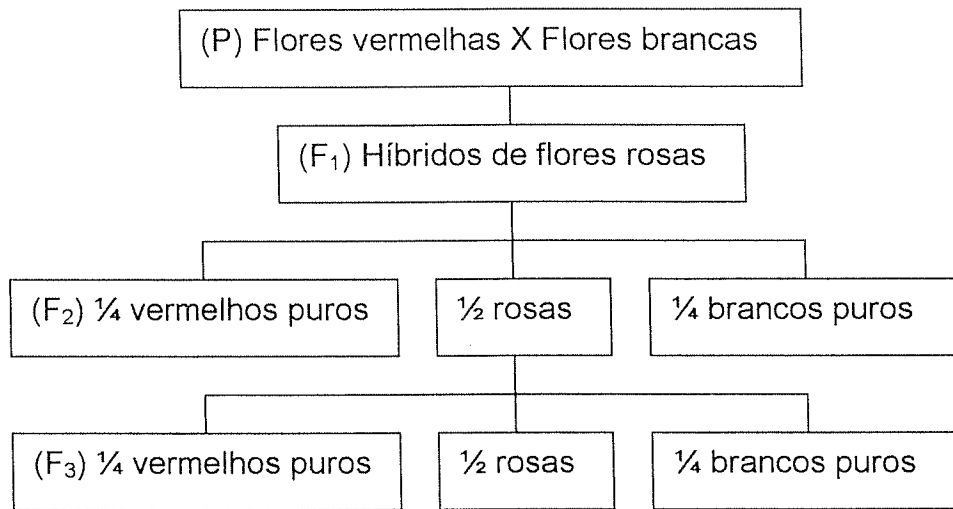 (P) Flores vermelhas X Flores brancas
(F₁) Híbridos de flores rosas
(F₂) ¼ vermelhos puros
½ rosas
¼ brancos puros
(F₃) ¼ vermelhos puros
½ rosas
¼ brancos puros